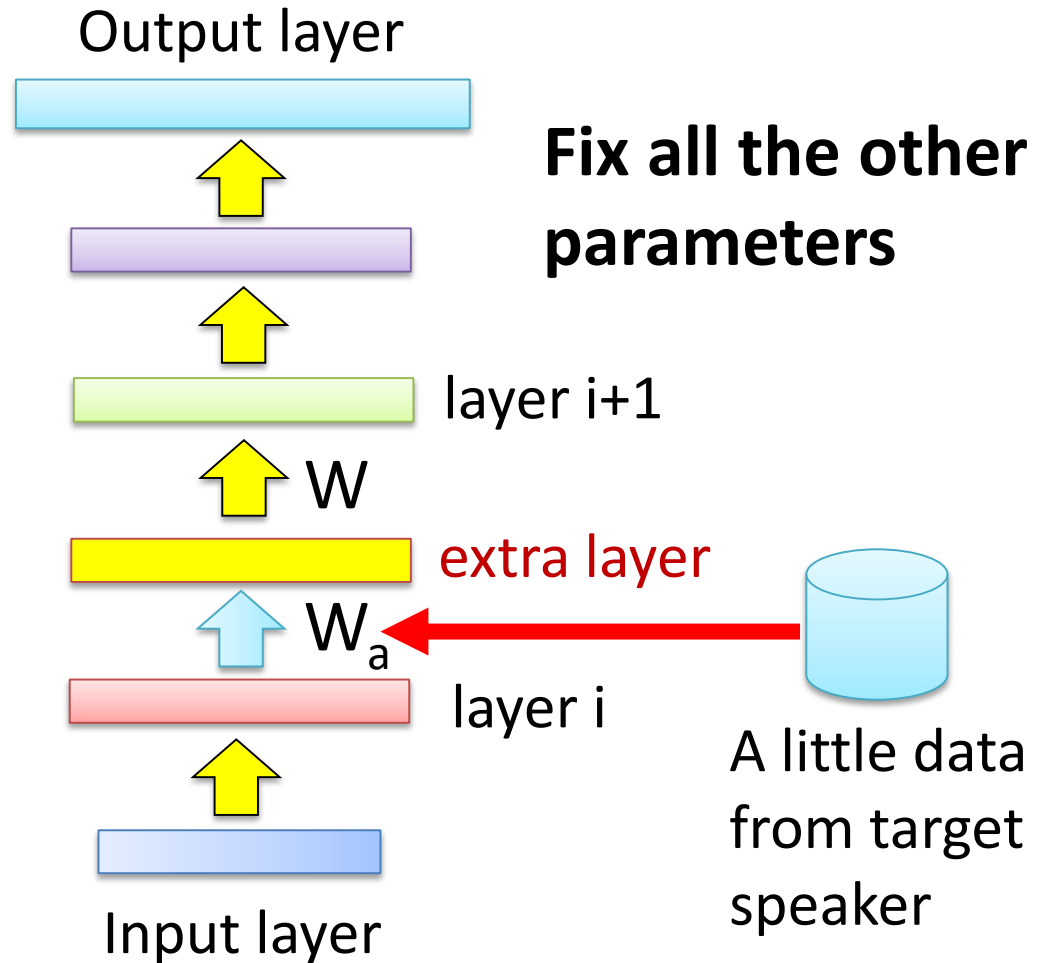 Output layer
Fix all the other
parameters
layer i+1
W
extra layer
Wa
layer i
A little data
from target
speaker
Input layer